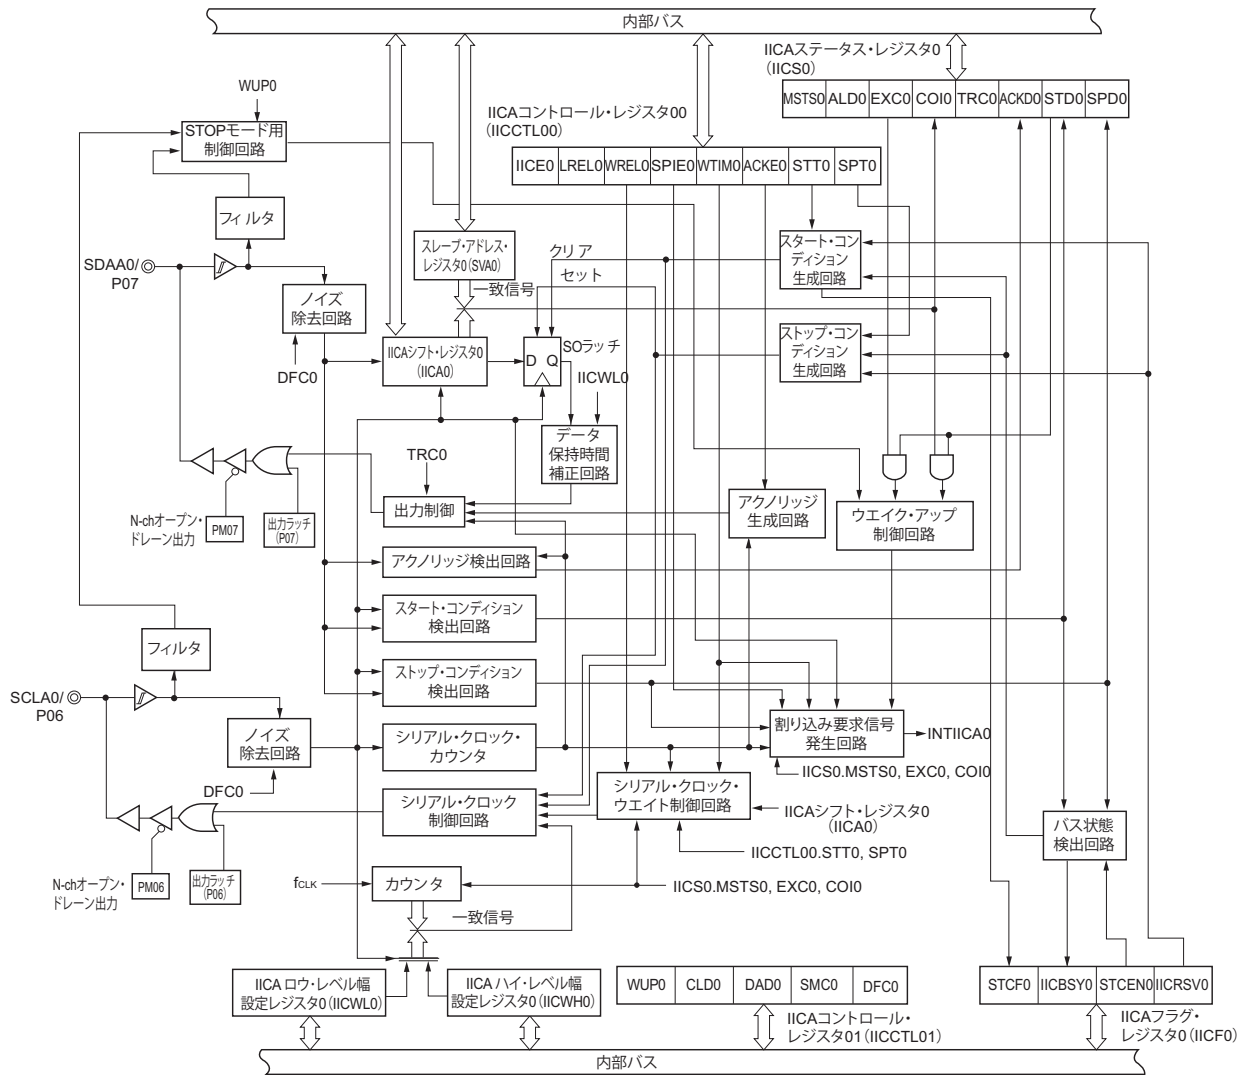 内部バス
IICAステータス・レジスタ0
(IICS0)
MSTS0 ALD0 EXC0 COI0 TRC0 ACKD0 STD0 SPD0
WUP0
IICAコントロール・レジスタ00
(IICCTL00)
STOPモード用
制御回路
IICE0 LREL0 WREL0 SPIE0 WTIM0 ACKE0 STT0 SPT0
フィルタ
スレーブ・アドレス・
レジスタ0(SVA0)
クリア
セット
スタート・コン
ディション
生成回路
SDAA0/
P07
一致信号
ノイズ
除去回路
DFC0
IICAシフト・レジスタ0
(IICA0)
D Q
SOラッチ
IICWL0
ストップ・コン
ディション
生成回路
データ
保持時間
補正回路
TRC0
出力制御
アクノリッジ
生成回路
ウエイク・アップ
制御回路
N-chオープン・
ドレーン出力
PM07
出力ラッチ
(P07)
アクノリッジ検出回路
スタート・コンディション
検出回路
フィルタ
ストップ・コンディション
検出回路
SCLA0/
P06
ノイズ
除去回路
DFC0
シリアル・クロック・
カウンタ
割り込み要求信号
発生回路
INTIICA0
IICS0.MSTS0, EXC0, COI0
シリアル・クロック
制御回路
シリアル・クロック・
ウエイト制御回路
IICAシフト・レジスタ0
(IICA0)
バス状態
検出回路
IICCTL00.STT0, SPT0
N-chオープン・
ドレーン出力
PM06
出力ラッチ
(P06)
fCLK
カウンタ
IICS0.MSTS0, EXC0, COI0
一致信号
IICA ロウ・レベル幅
設定レジスタ0(IICWL0)
IICA ハイ・レベル幅
設定レジスタ0(IICWH0)
WUP0 CLD0 DAD0 SMC0 DFC0
STCF0 IICBSY0 STCEN0 IICRSV0
IICAコントロール・
レジスタ01(IICCTL01)
IICAフラグ・
レジスタ0(IICF0)
内部バス